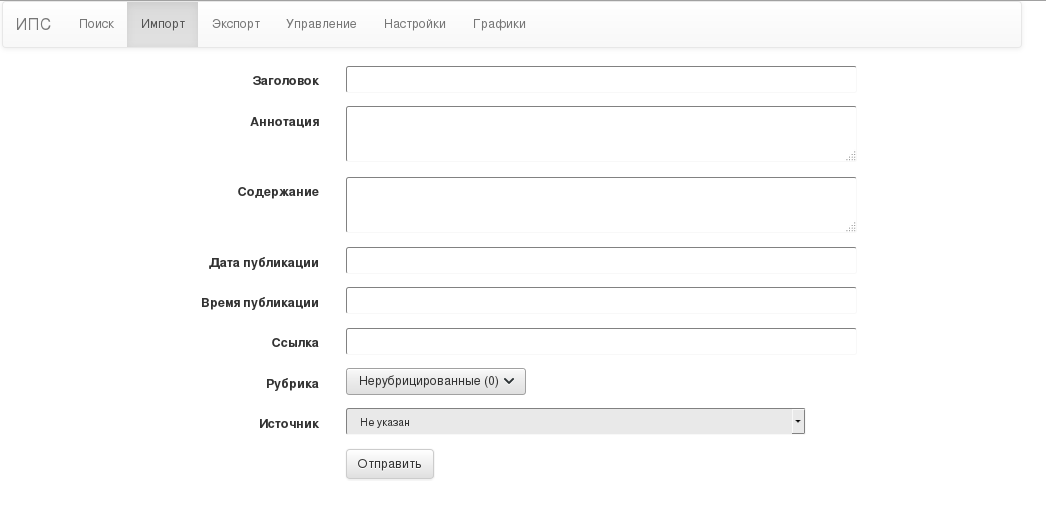 ИПС Поиск Импорт Экспорт Управление Настройки Графики
Заголовок
Аннотация
Содержание
Дата публикации
Время публикации
Ссылка
Рубрика Нерубрицированные (0)
Источник Не указан
Отправить